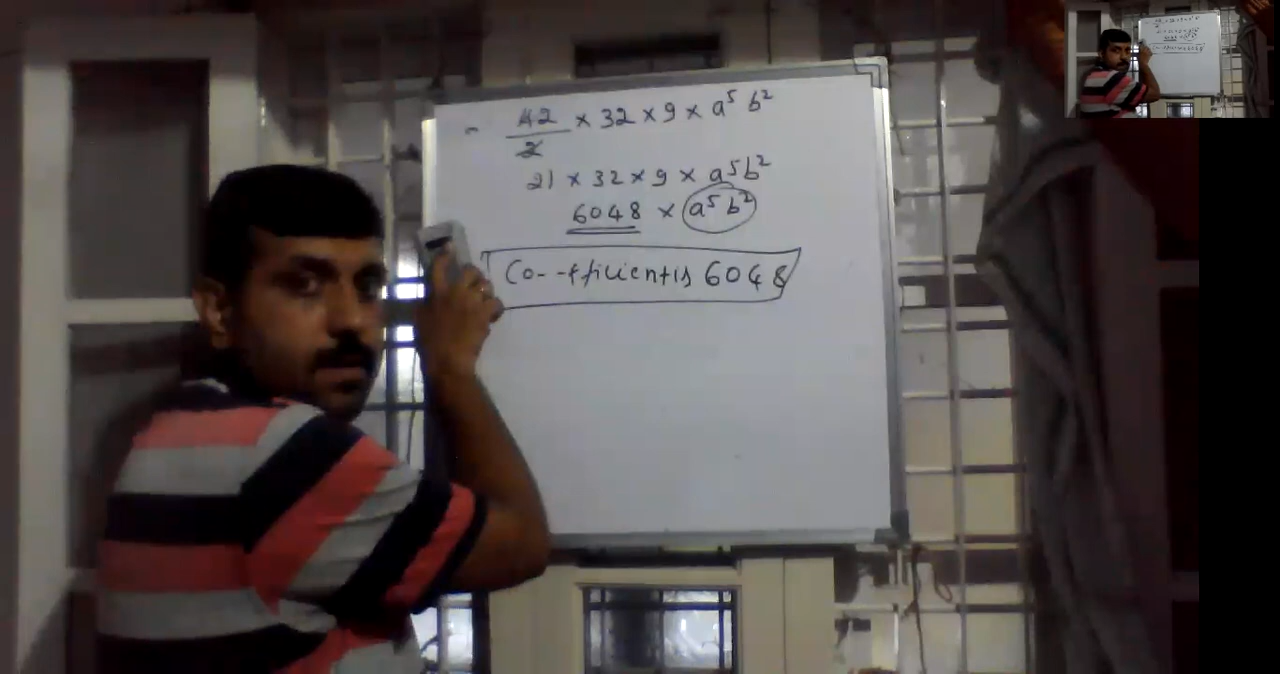 = 42/2 × 32 × 9 × a⁵ b²
21 × 32 × 9 × a⁵b²
6048 × a⁵b²
Co-efficient is 6048